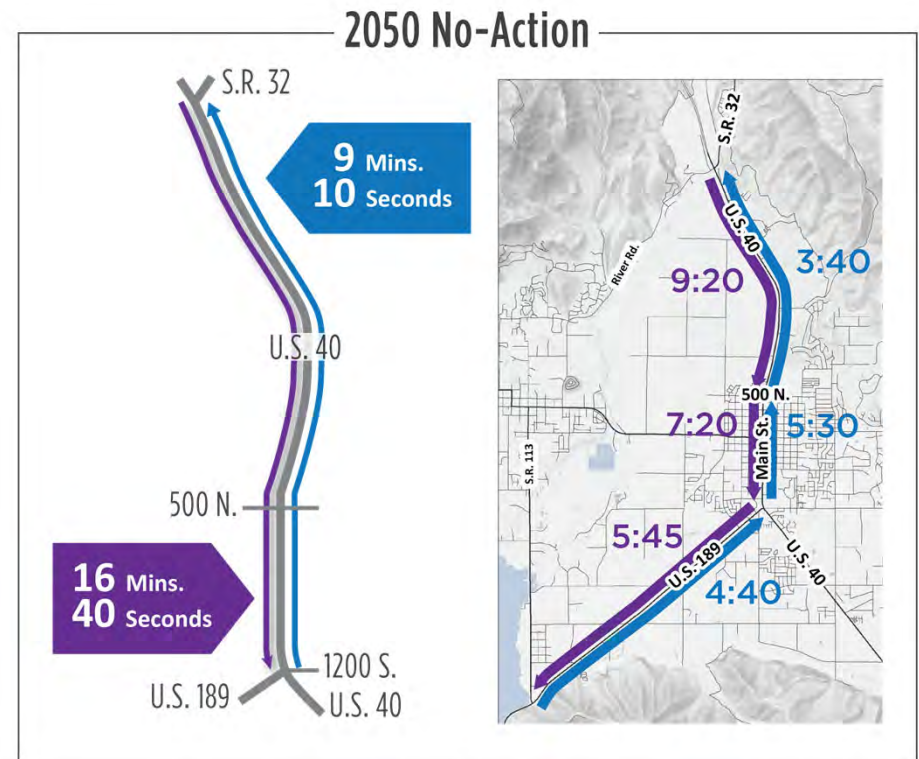 2050 No-Action
S.R. 32
9 Mins.
10 Seconds
U.S. 40
500 N.
16 Mins.
40 Seconds
1200 S.
U.S. 189
U.S. 40
S.R. 32
U.S. 40
River Rd.
9:20
3:40
500 N.
7:20
Main St.
5:30
S.R. 113
5:45
U.S.-189
4:40
U.S. 40